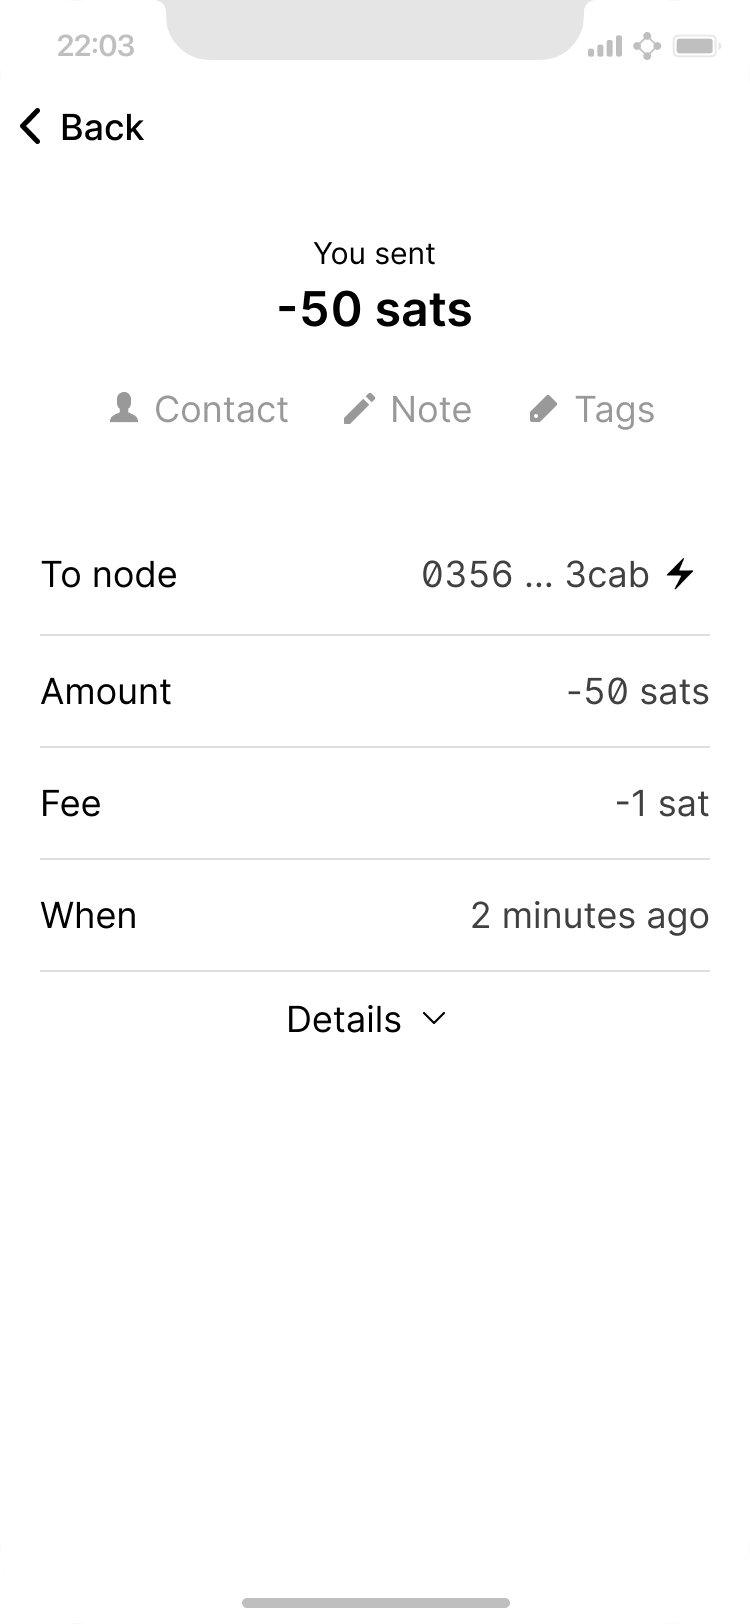 22:03
Back
You sent
-50 sats
Contact Note Tags
To node 0356 ... 3cab
Amount -50 sats
Fee -1 sat
When 2 minutes ago
Details